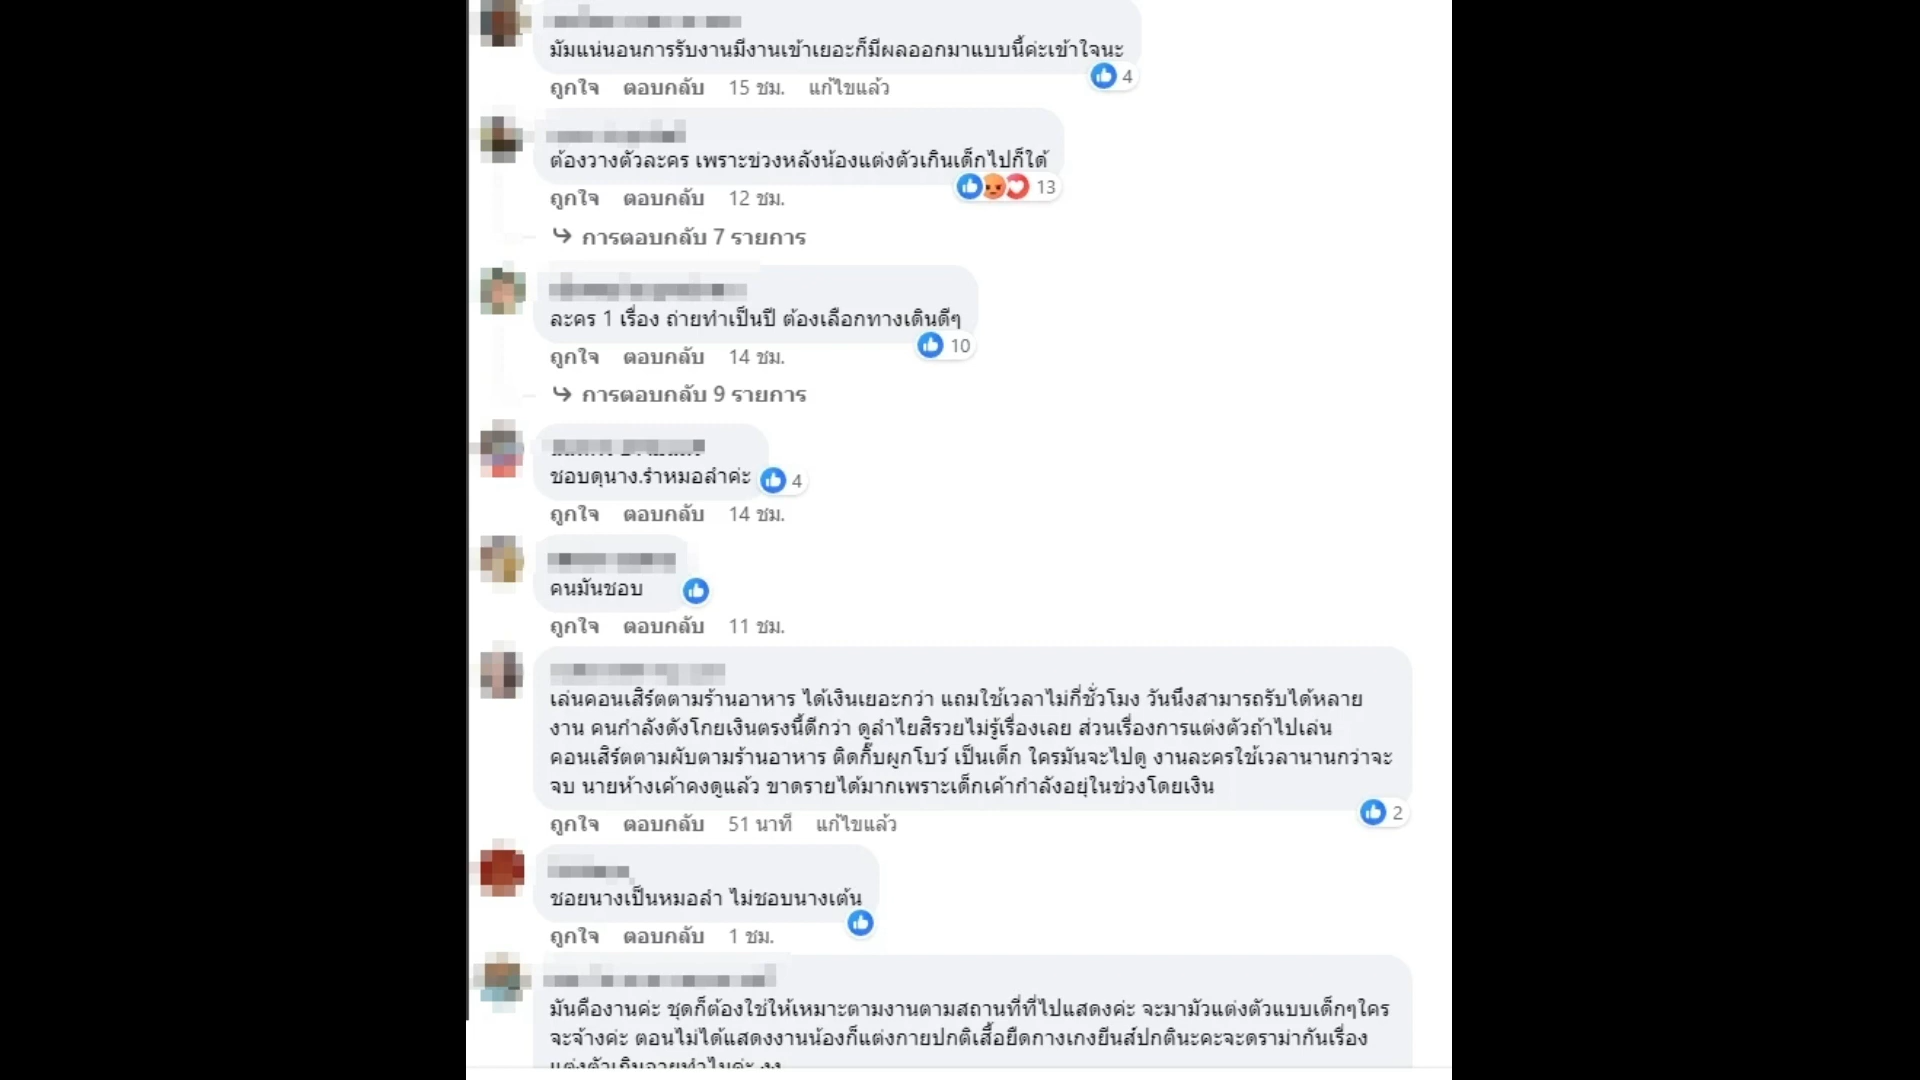 มัมแน่นอนการรับงานมีงานเข้าเยอะก็มีผลออกมาแบบนี้ค่ะเข้าใจนะ
4
ถูกใจ ตอบกลับ 15 ชม. แก้ไขแล้ว
ต้องวางตัวละคร เพราะข่วงหลังน้องแต่งตัวเกินเด็กไปก็ใด้
13
ถูกใจ ตอบกลับ 12 ชม.
การตอบกลับ 7 รายการ
ละคร 1 เรื่อง ถ่ายทำเป็นปี ต้องเลือกทางเดินดีๆ
10
ถูกใจ ตอบกลับ 14 ชม.
การตอบกลับ 9 รายการ
ชอบดุนาง.รำหมอลำค่ะ
4
ถูกใจ ตอบกลับ 14 ชม.
คนมันชอบ
ถูกใจ ตอบกลับ 11 ชม.
เล่นคอนเสิร์ตตามร้านอาหาร ได้เงินเยอะกว่า แถมใช้เวลาไม่กี่ชั่วโมง วันนึงสามารถรับได้หลาย
งาน คนกำลังดังโกยเงินตรงนี้ดีกว่า ดูลำไยสิรวยไม่รู้เรื่องเลย ส่วนเรื่องการแต่งตัวถ้าไปเล่น
คอนเสิร์ตตามผับตามร้านอาหาร ติดกิ๊บผูกโบว์ เป็นเด็ก ใครมันจะไปดู งานละครใช้เวลานานกว่าจะ
จบ นายห้างเค้าคงดูแล้ว ขาดรายได้มากเพราะเด็กเค้ากำลังอยุ่ในช่วงโดยเงิน
2
ถูกใจ ตอบกลับ 51 นาที แก้ไขแล้ว
ชอยนางเป็นหมอลำ ไม่ชอบนางเต้น
ถูกใจ ตอบกลับ 1 ชม.
มันคืองานค่ะ ชุดก็ต้องใช่ให้เหมาะตามงานตามสถานที่ที่ไปแสดงค่ะ จะมามัวแต่งตัวแบบเด็กๆใคร
จะจ้างค่ะ ตอนไม่ได้แสดงงานน้องก็แต่งกายปกติเสื้อยืดกางเกงยีนส์ปกตินะคะจะดราม่ากันเรื่อง
แต่งตัวเกินอายุทำไมค่ะ งง